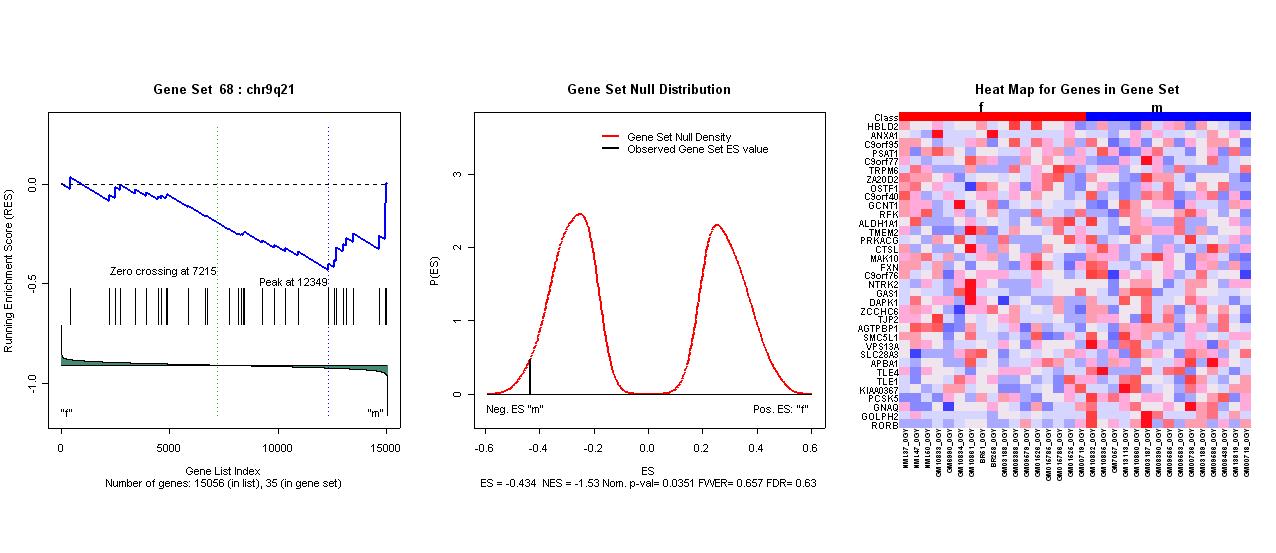 Gene Set  68 : chr9q21
Running Enrichment Score (RES)
0.0
-0.5
-1.0
Zero crossing at 7215
Peak at 12349
"f"
"m"
0
5000
10000
15000
Gene List Index
Number of genes: 15056 (in list), 35 (in gene set)
Gene Set Null Distribution
P(ES)
3
2
1
0
Gene Set Null Density
Observed Gene Set ES value
Neg. ES "m"
Pos. ES: "f"
-0.6
-0.4
-0.2
0.0
0.2
0.4
0.6
ES
ES = -0.434  NES = -1.53 Nom. p-val= 0.0351 FWER= 0.657 FDR= 0.63
Heat Map for Genes in Gene Set
f
m
Class
HBLD2
ANXA1
C9orf95
PSAT1
C9orf77
TRPM6
ZA20D2
OSTF1
C9orf40
GCNT1
RFK
ALDH1A1
TMEM2
PRKACG
CTSL
MAK10
FXN
C9orf76
NTRK2
GAS1
DAPK1
ZCCHC6
TJP2
AGTPBP1
SMC5L1
VPS13A
SLC28A3
APBA1
TLE4
TLE1
KIAA0367
PCSK5
GNAQ
GOLPH2
RORB